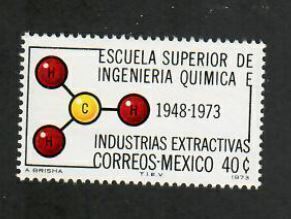 ESCUELA SUPERIOR DE
INGENIERIA QUIMICA E
H
C
H
1948-1973
H
INDUSTRIAS EXTRACTIVAS
CORREOS-MEXICO 40¢
A. BRISHA T.I.E.V. 1973